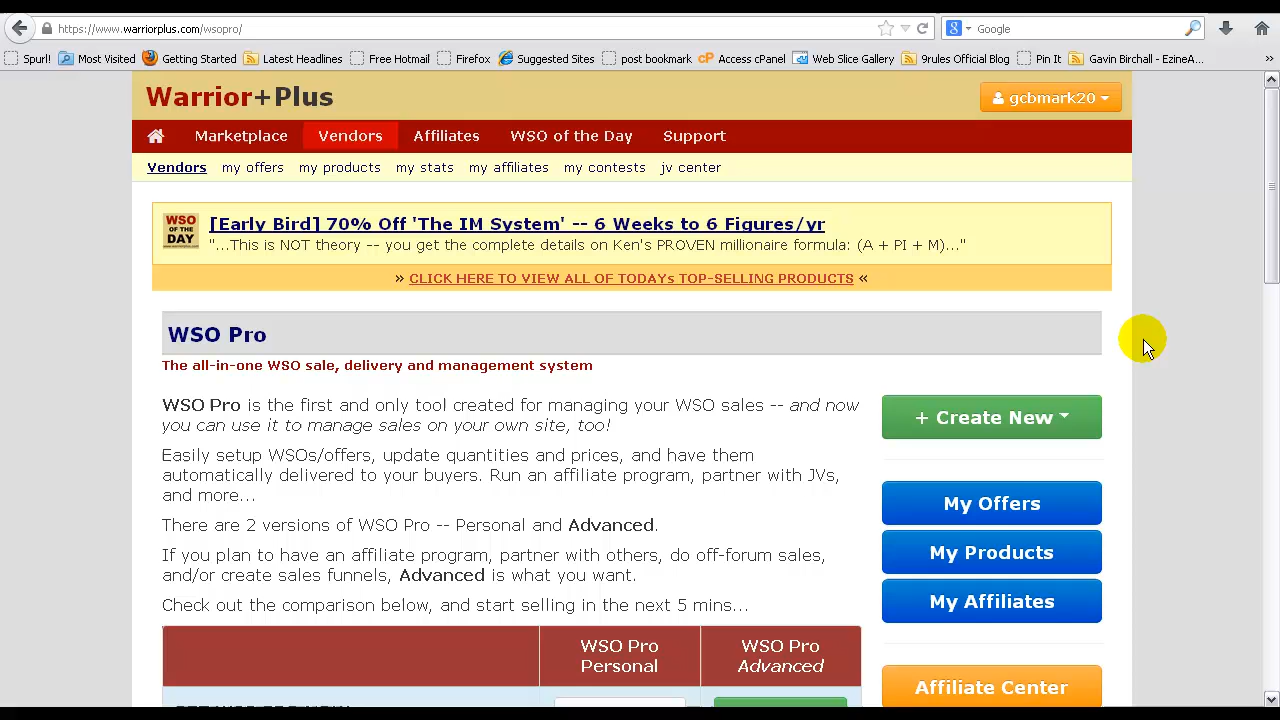 https://www.warriorplus.com/wsopro/
Google
Spurl!
Most Visited
Getting Started
Latest Headlines
Free Hotmail
Firefox
Suggested Sites
post bookmark
cP Access cPanel
Web Slice Gallery
9rules Official Blog
Pin It
Gavin Birchall - EzineA...
»
Warrior+Plus
gcbmark20
Marketplace
Vendors
Affiliates
WSO of the Day
Support
Vendors
my offers
my products
my stats
my affiliates
my contests
jv center
WSO
OF THE
DAY
[Early Bird] 70% Off 'The IM System' -- 6 Weeks to 6 Figures/yr
"...This is NOT theory -- you get the complete details on Ken's PROVEN millionaire formula: (A + PI + M)..."
» CLICK HERE TO VIEW ALL OF TODAYs TOP-SELLING PRODUCTS «
WSO Pro
The all-in-one WSO sale, delivery and management system
WSO Pro is the first and only tool created for managing your WSO sales -- and now
you can use it to manage sales on your own site, too!
Easily setup WSOs/offers, update quantities and prices, and have them
automatically delivered to your buyers. Run an affiliate program, partner with JVs,
and more...
There are 2 versions of WSO Pro -- Personal and Advanced.
If you plan to have an affiliate program, partner with others, do off-forum sales,
and/or create sales funnels, Advanced is what you want.
Check out the comparison below, and start selling in the next 5 mins...
WSO Pro
Personal
WSO Pro
Advanced
+ Create New
My Offers
My Products
My Affiliates
Affiliate Center